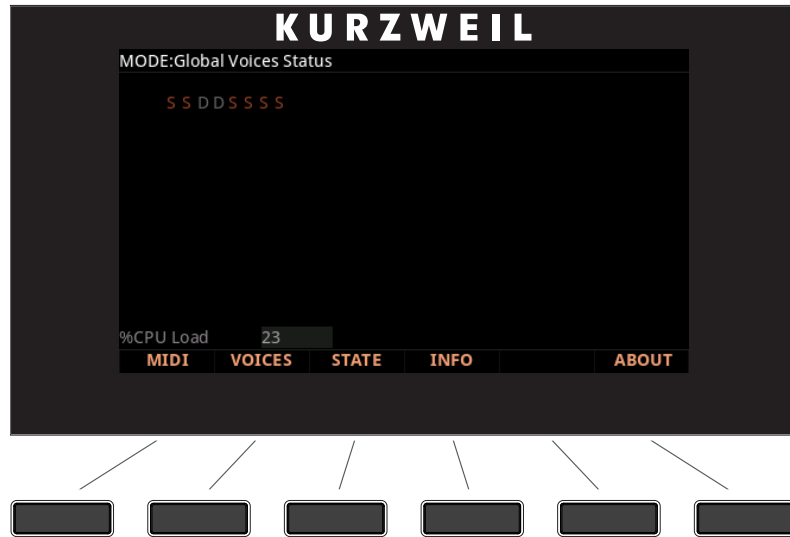 KURZWEIL
MODE:Global Voices Status
S S D D S S S S
%CPU Load 23
MIDI VOICES STATE INFO ABOUT